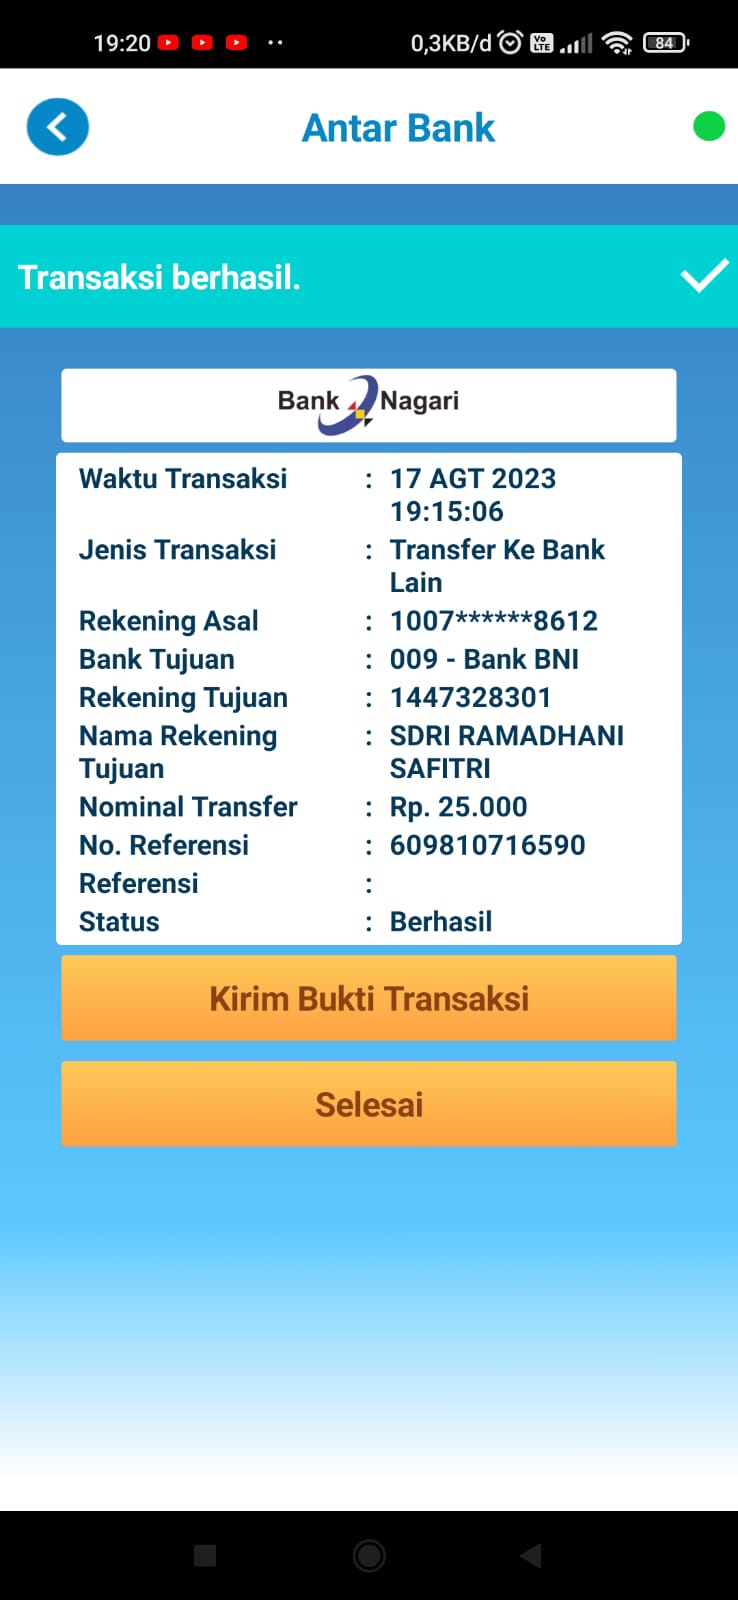 19:20 0,3KB/d Vo LTE 84
Antar Bank
Transaksi berhasil.
Bank Nagari
Waktu Transaksi : 17 AGT 2023
19:15:06
Jenis Transaksi : Transfer Ke Bank
Lain
Rekening Asal : 1007******8612
Bank Tujuan : 009 - Bank BNI
Rekening Tujuan : 1447328301
Nama Rekening : SDRI RAMADHANI
Tujuan SAFITRI
Nominal Transfer : Rp. 25.000
No. Referensi : 609810716590
Referensi :
Status : Berhasil
Kirim Bukti Transaksi
Selesai